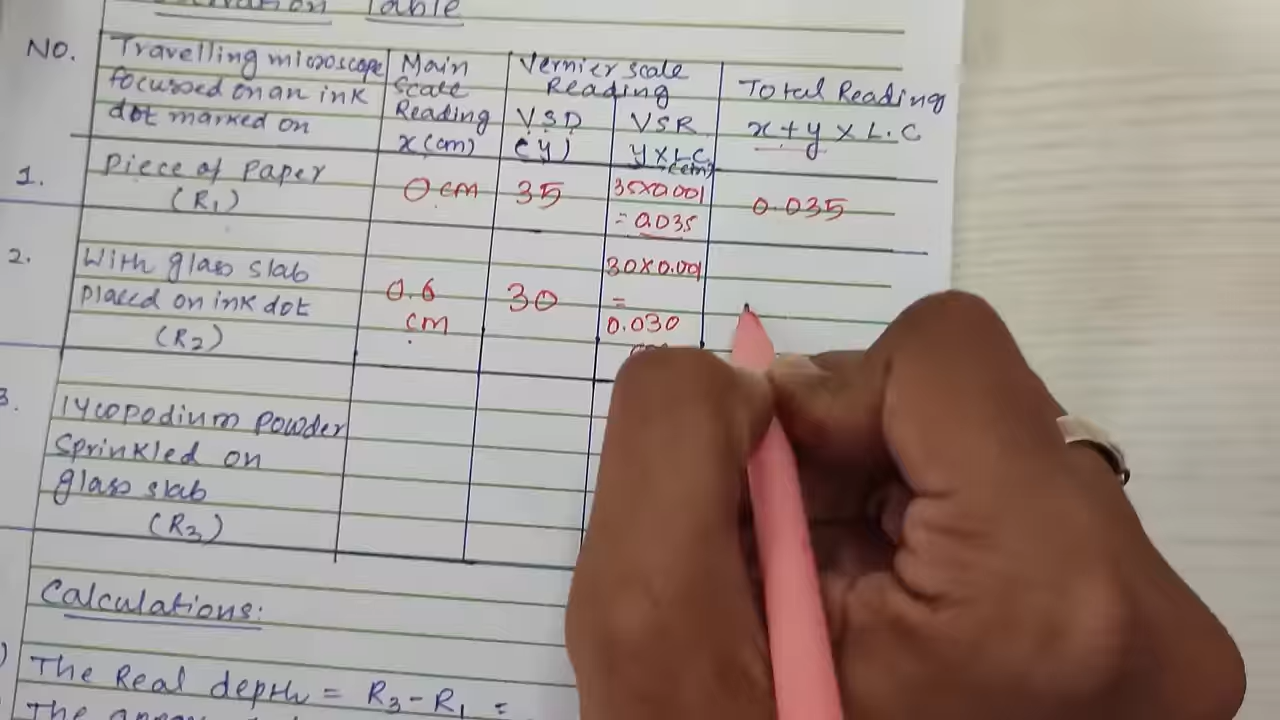 Table
NO.
Travelling microscope
focussed on an ink
dot marked on
Main
Scale
Reading
x(cm)
Vernier scale
Reading
VSD
(y)
VSR
y×LC
(cm)
Total Reading
x+y×L.C
1.
Piece of Paper
(R1)
0 cm
35
35×0.001
= 0.035
0.035
2.
With glass slab
placed on ink dot
(R2)
0.6
cm
30
30×0.001
=
0.030
3.
lycopodium powder
sprinkled on
glass slab
(R3)
Calculations:
The Real depth = R3-R1 =
The